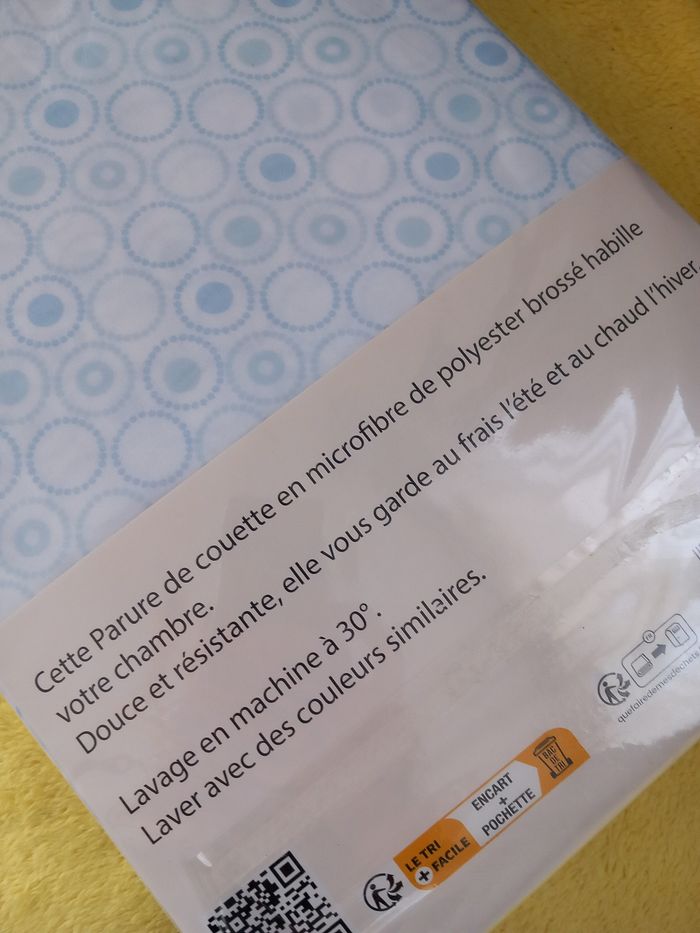 Cette Parure de couette en microfibre de polyester brossé habille
votre chambre.
Douce et résistante, elle vous garde au frais l'été et au chaud l'hiver.
Lavage en machine à 30° .
Laver avec des couleurs similaires.
FR
quefairedemesdechets
LE TRI
+ FACILE
ENCART
+
POCHETTE
BAC
DE
TRI